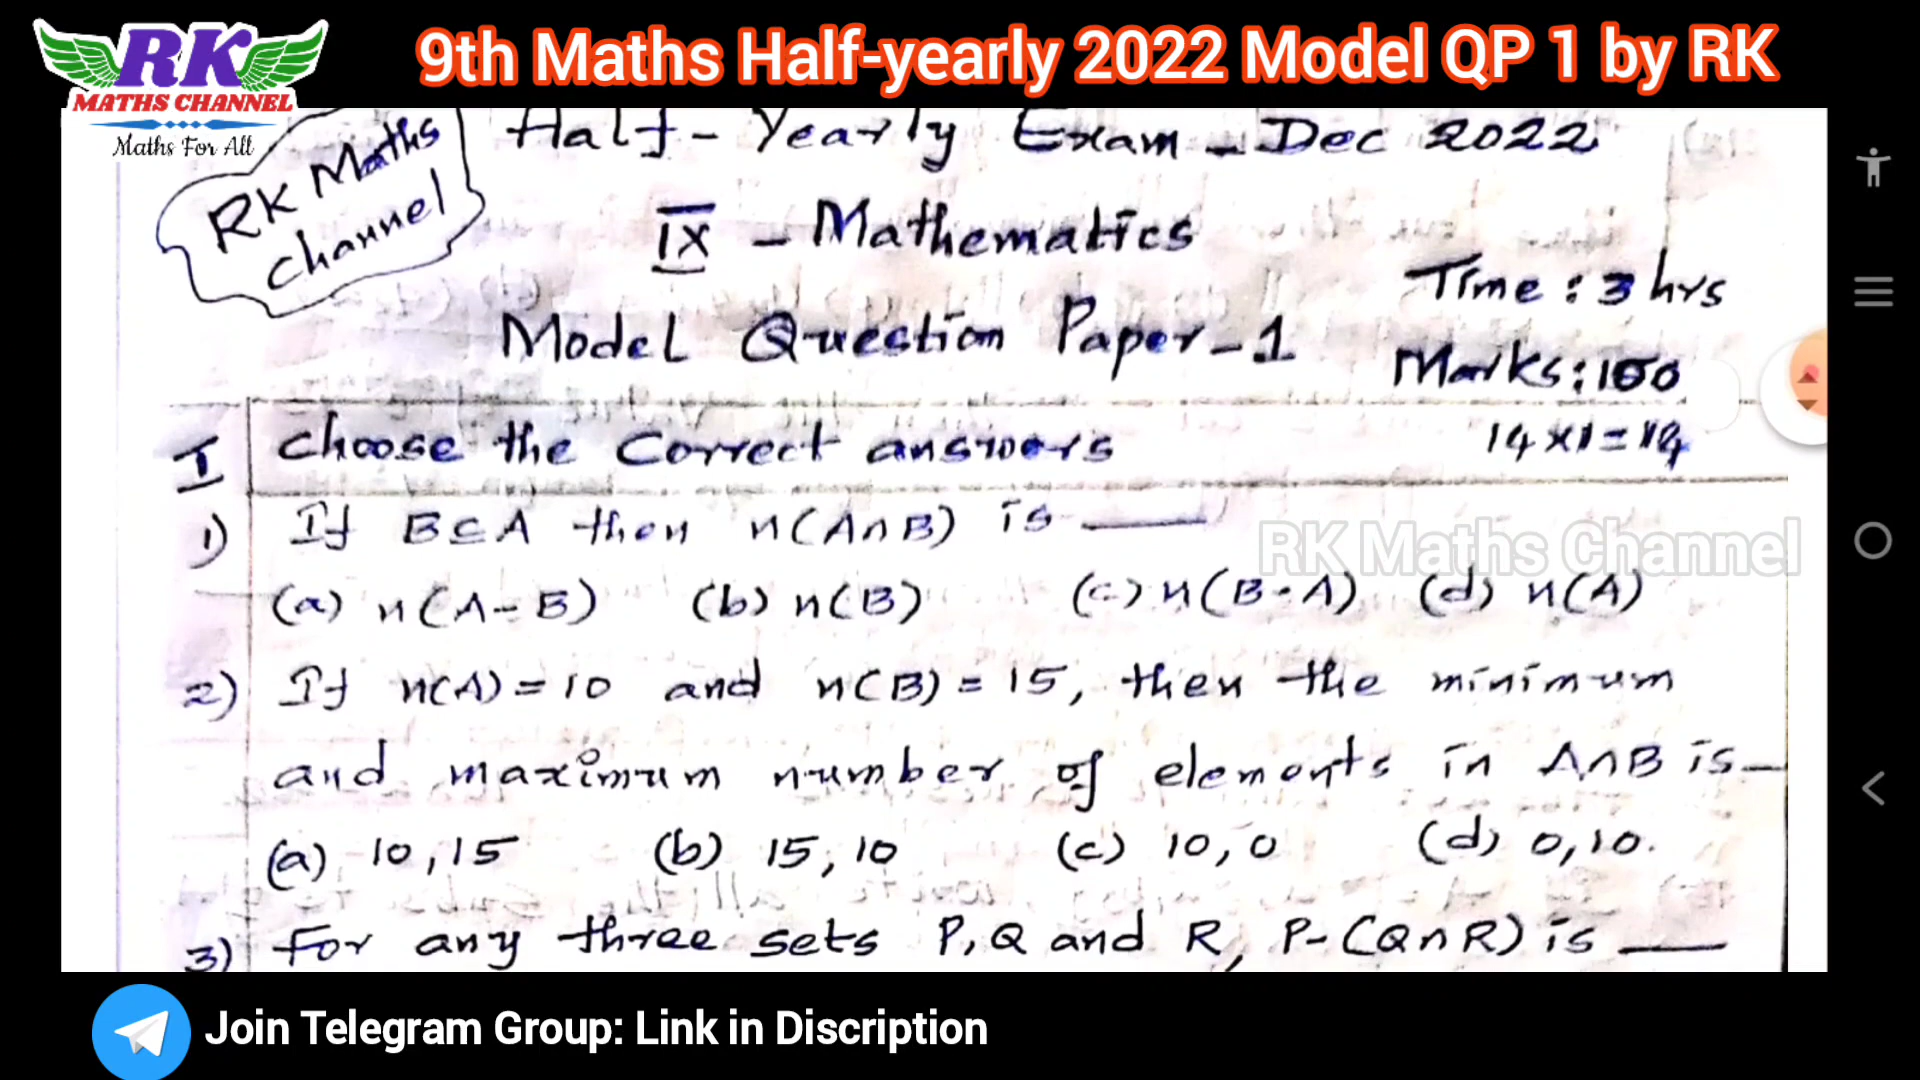 RK
MATHS CHANNEL
Maths For All
9th Maths Half-yearly 2022 Model QP 1 by RK
RK Maths
Channel
Half - Yearly Exam - Dec 2022
IX - Mathematics
Time : 3 hrs
Model Question Paper - 1
Marks : 100
I Choose the Correct answers 14 x 1 = 14
1) If B ⊆ A then n(A∩B) is ____
RK Maths Channel
(a) n(A-B) (b) n(B) (c) n(B-A) (d) n(A)
2) If n(A) = 10 and n(B) = 15, then the minimum
and maximum number of elements in A∩B is __
(a) 10,15 (b) 15,10 (c) 10,0 (d) 0,10.
3) For any three sets P,Q and R, P-(Q∩R) is ____
Join Telegram Group: Link in Discription